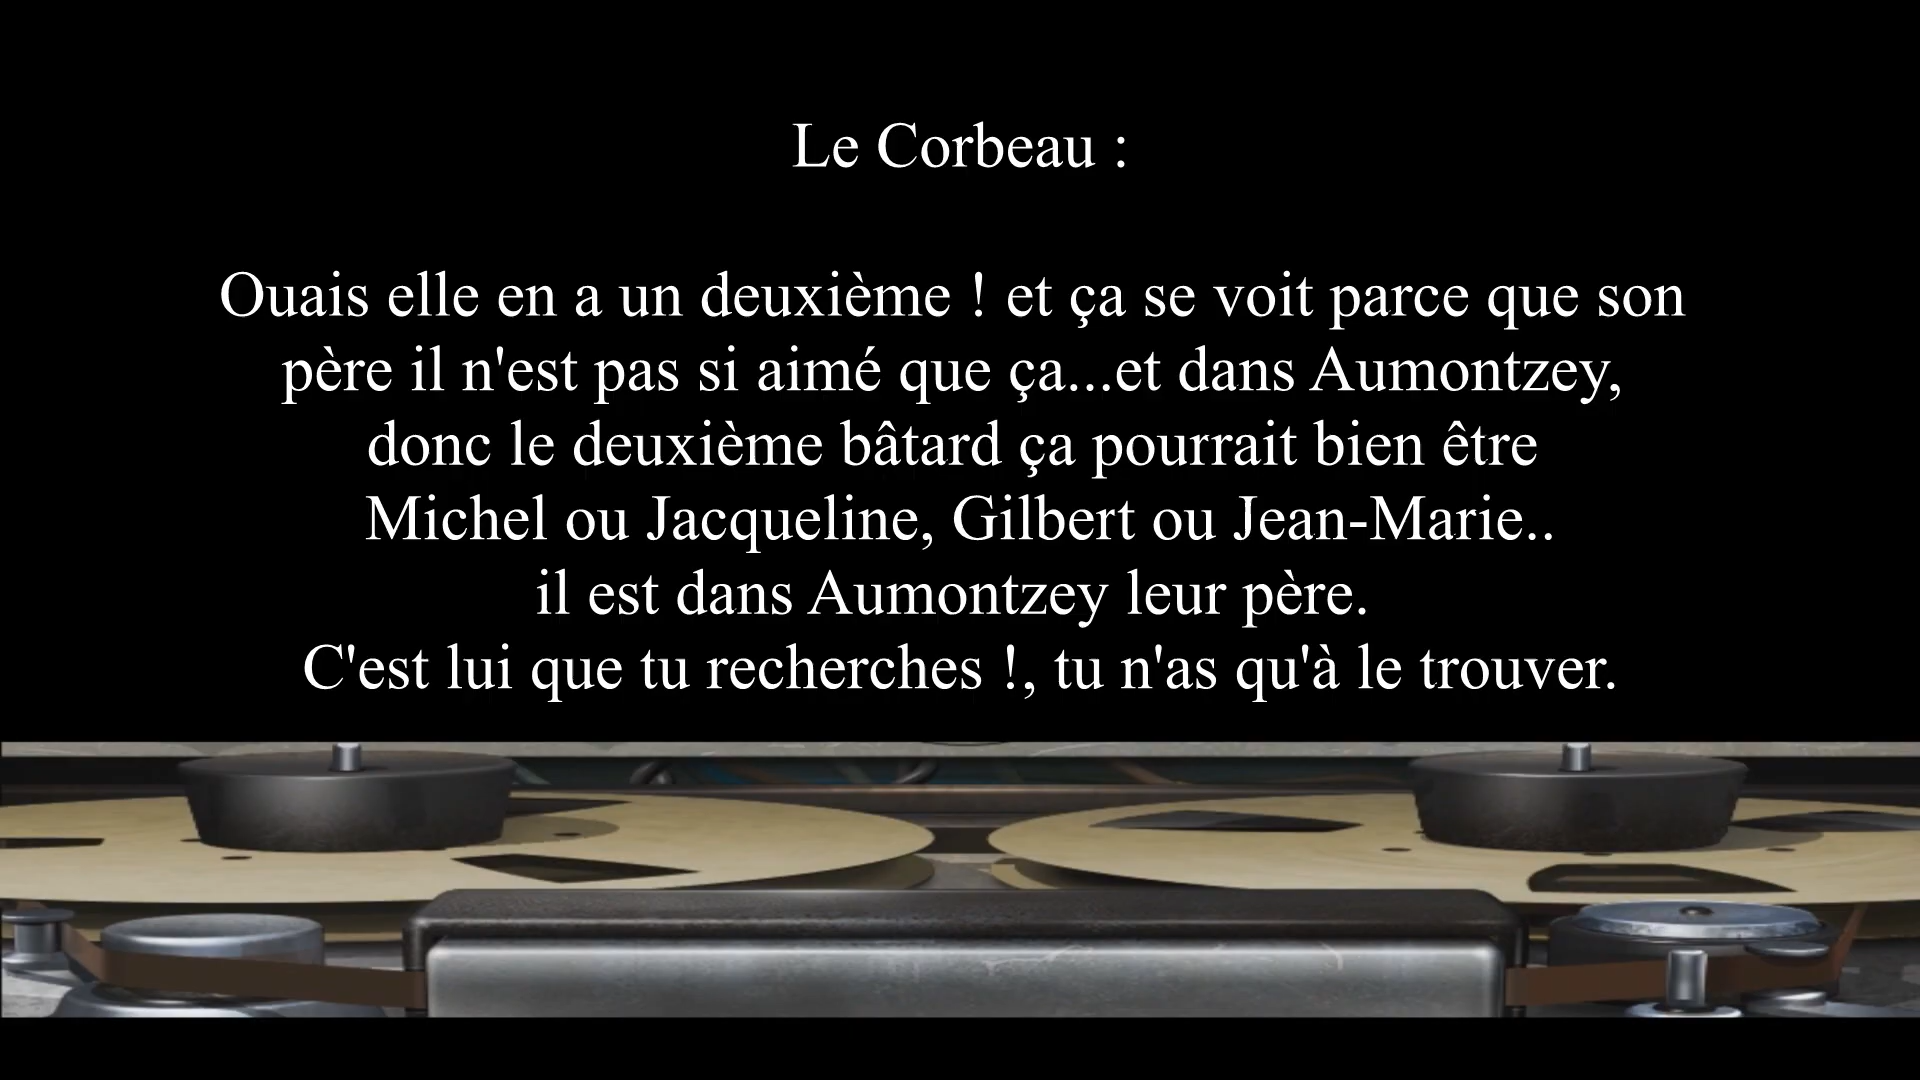 Le Corbeau :
Ouais elle en a un deuxième ! et ça se voit parce que son
père il n'est pas si aimé que ça...et dans Aumontzey,
donc le deuxième bâtard ça pourrait bien être
Michel ou Jacqueline, Gilbert ou Jean-Marie..
il est dans Aumontzey leur père.
C'est lui que tu recherches !, tu n'as qu'à le trouver.